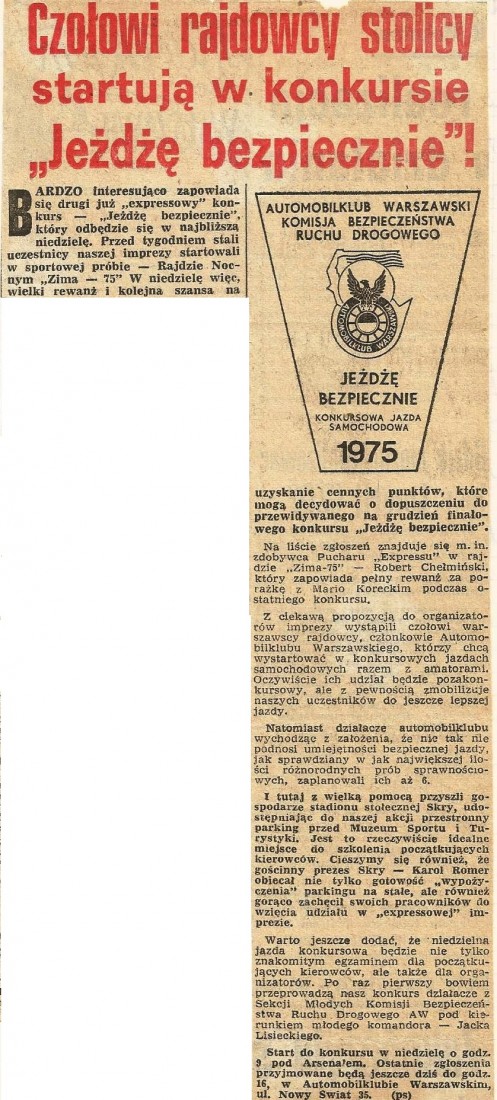 Czołowi rajdowcy stolicy
startują w konkursie
„Jeżdżę bezpiecznie”!
BARDZO interesująco zapowiada
się drugi już „expressowy” kon-
kurs — „Jeżdżę bezpiecznie”,
który odbędzie się w najbliższą
niedzielę. Przed tygodniem stali
uczestnicy naszej imprezy startowali
w sportowej próbie — Rajdzie Noc-
nym „Zima — 75” W niedzielę więc,
wielki rewanż i kolejna szansa na
AUTOMOBILKLUB WARSZAWSKI
KOMISJA BEZPIECZEŃSTWA
RUCHU DROGOWEGO
AUTOMOBILKLUB WARSZAWSKI
JEŻDŻĘ
BEZPIECZNIE
KONKURSOWA JAZDA
SAMOCHODOWA
1975
uzyskanie cennych punktów, które
mogą decydować o dopuszczeniu do
przewidywanego na grudzień finało-
wego konkursu „Jeżdżę bezpiecznie”.
Na liście zgłoszeń znajduje się m. in.
zdobywca Pucharu „Expressu” w raj-
dzie „Zima-75” — Robert Chełmiński,
który zapowiada pełny rewanż za po-
rażkę z Mario Koreckim podczas o-
statniego konkursu.
Z ciekawą propozycją do organizato-
rów imprezy wystąpili czołowi war-
szawscy rajdowcy, członkowie Automo-
bilklubu Warszawskiego, którzy chcą
wystartować w konkursowych jazdach
samochodowych razem z amatorami.
Oczywiście ich udział będzie pozakon-
kursowy, ale z pewnością zmobilizuje
naszych uczestników do jeszcze lepszej
jazdy.
Natomiast działacze automobilklubu
wychodząc z założenia, że nic tak nie
podnosi umiejętności bezpiecznej jazdy,
jak sprawdziany w jak największej ilo-
ści różnorodnych prób sprawnościo-
wych, zaplanowali ich aż 6.
I tutaj z wielką pomocą przyszli go-
spodarze stadionu stołecznej Skry, udo-
stępniając do naszej akcji przestronny
parking przed Muzeum Sportu i Tu-
rystyki. Jest to rzeczywiście idealne
miejsce do szkolenia początkujących
kierowców. Cieszymy się również, że
gościnny prezes Skry — Karol Romer
obiecał nie tylko gotowość „wypoży-
czenia” parkingu na stałe, ale również
gorąco zachęcił swoich pracowników do
wzięcia udziału w „expressowej” im-
prezie.
Warto jeszcze dodać, że niedzielna
jazda konkursowa będzie nie tylko
znakomitym egzaminem dla początku-
jących kierowców, ale także dla orga-
nizatorów. Po raz pierwszy bowiem
przeprowadzą nasz konkurs działacze z
Sekcji Młodych Komisji Bezpieczeń-
stwa Ruchu Drogowego AW pod kie-
runkiem młodego komandora — Jacka
Lisieckiego.
Start do konkursu w niedzielę o godz.
9 pod Arsenałem. Ostatnie zgłoszenia
przyjmowane będą jeszcze dziś do godz.
16, w Automobilklubie Warszawskim,
ul. Nowy Świat 35. (ps)